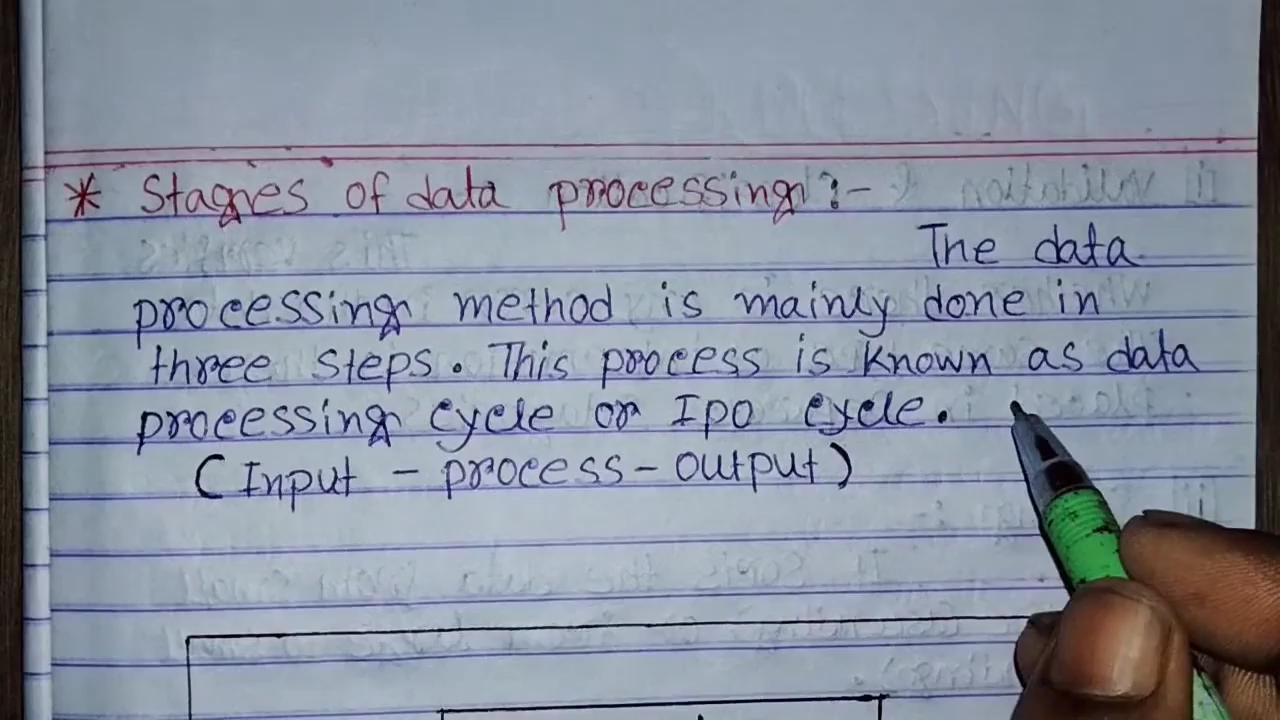 * Stages of data processing :-
The data
processing method is mainly done in
three steps. This process is known as data
processing cycle or IPO cycle.
(Input - process - output)